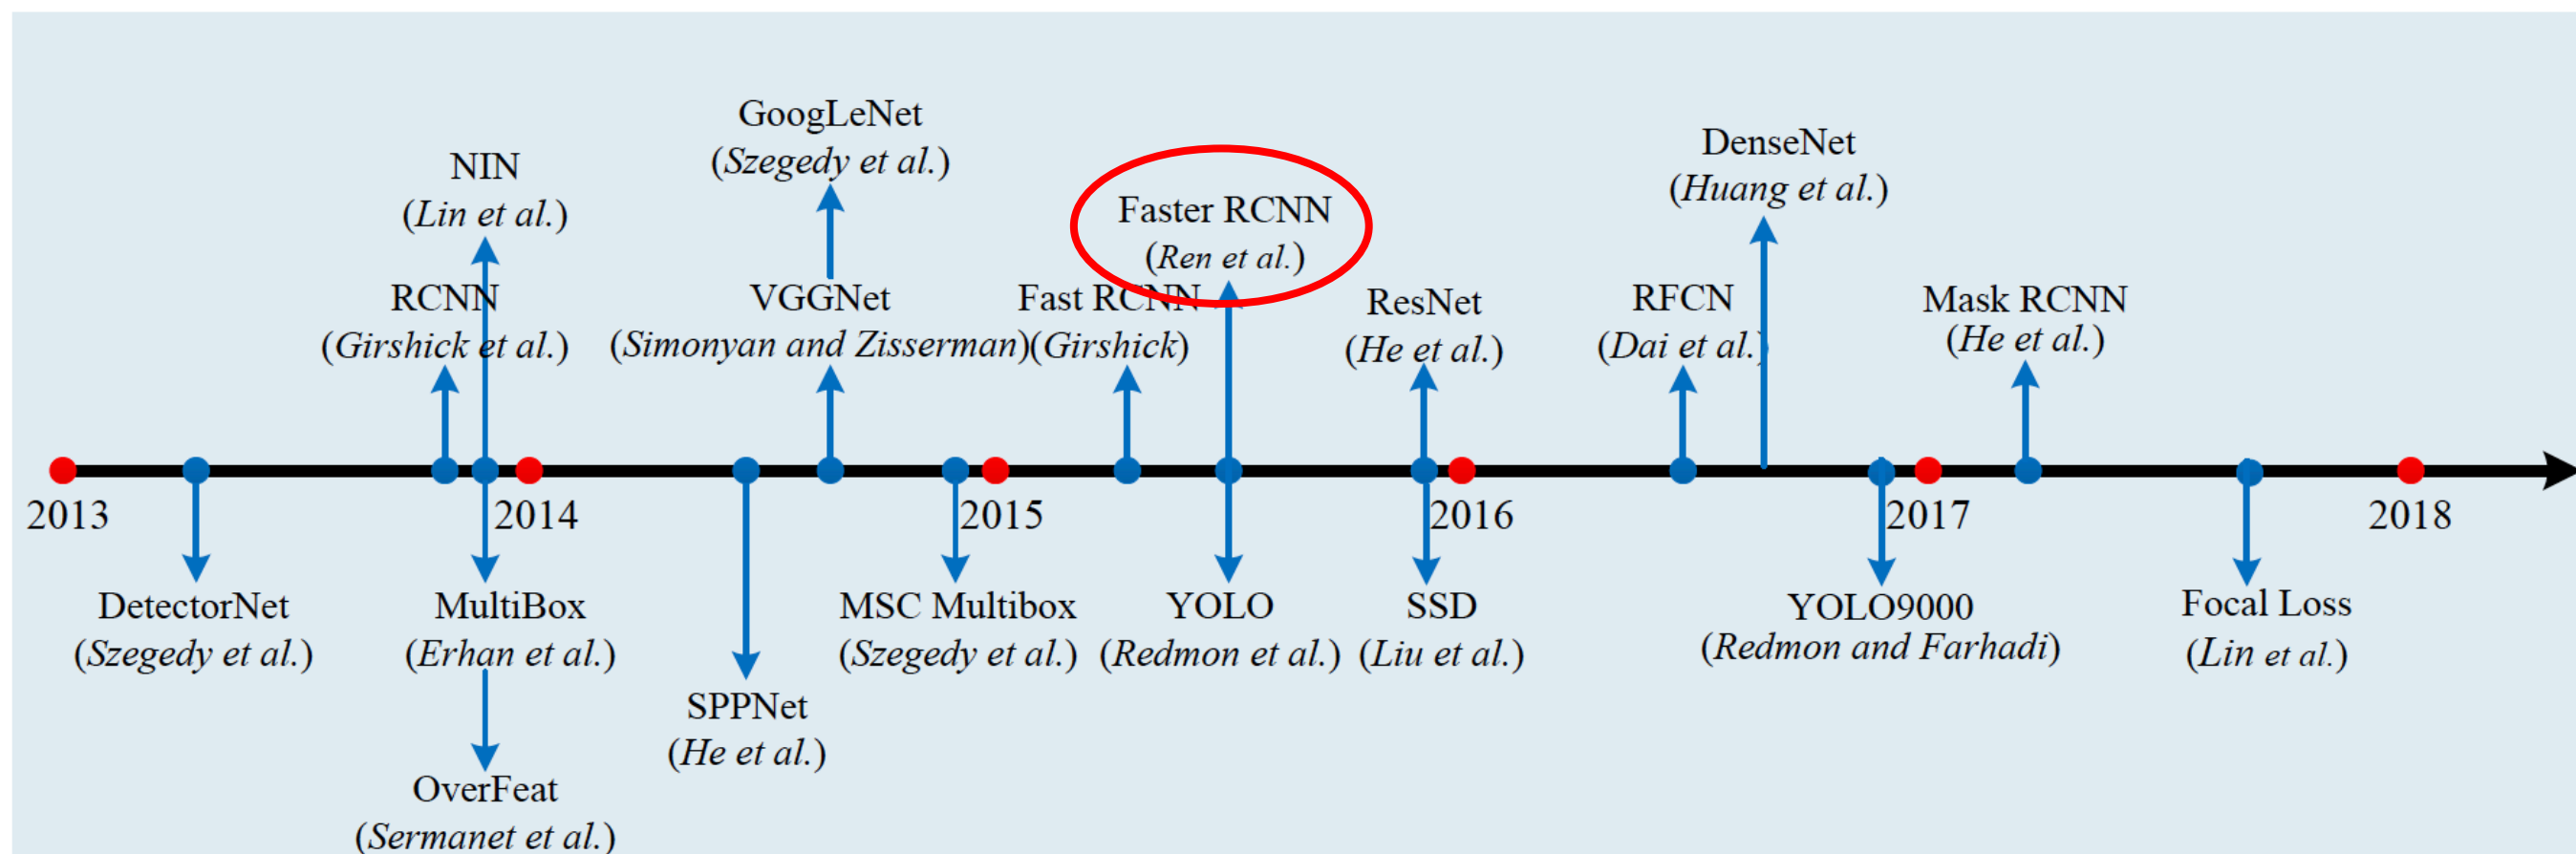 GoogLeNet
(Szegedy et al.)
DenseNet
(Huang et al.)
NIN
(Lin et al.)
Faster RCNN
(Ren et al.)
RCNN
(Girshick et al.)
VGGNet
(Simonyan and Zisserman)
Fast RCNN
(Girshick)
ResNet
(He et al.)
RFCN
(Dai et al.)
Mask RCNN
(He et al.)
2013
2014
2015
2016
2017
2018
DetectorNet
(Szegedy et al.)
MultiBox
(Erhan et al.)
MSC Multibox
(Szegedy et al.)
YOLO
(Redmon et al.)
SSD
(Liu et al.)
YOLO9000
(Redmon and Farhadi)
Focal Loss
(Lin et al.)
SPPNet
(He et al.)
OverFeat
(Sermanet et al.)